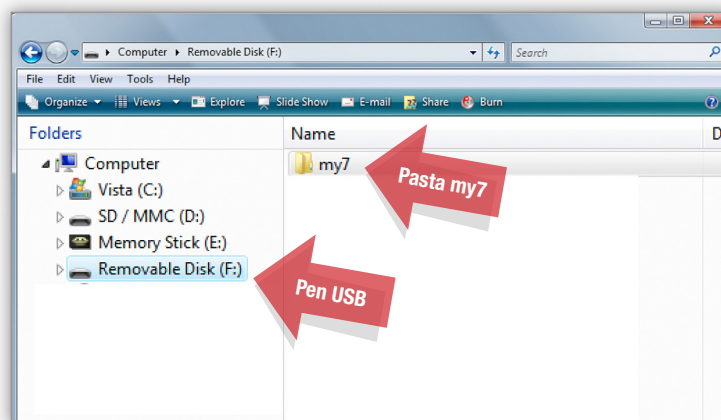 Computer Removable Disk (F:) Search
File Edit View Tools Help
Organize Views Explore Slide Show E-mail Share Burn
Folders Name D
Computer my7
Pasta my7
Vista (C:)
SD / MMC (D:)
Memory Stick (E:)
Removable Disk (F:)
Pen USB